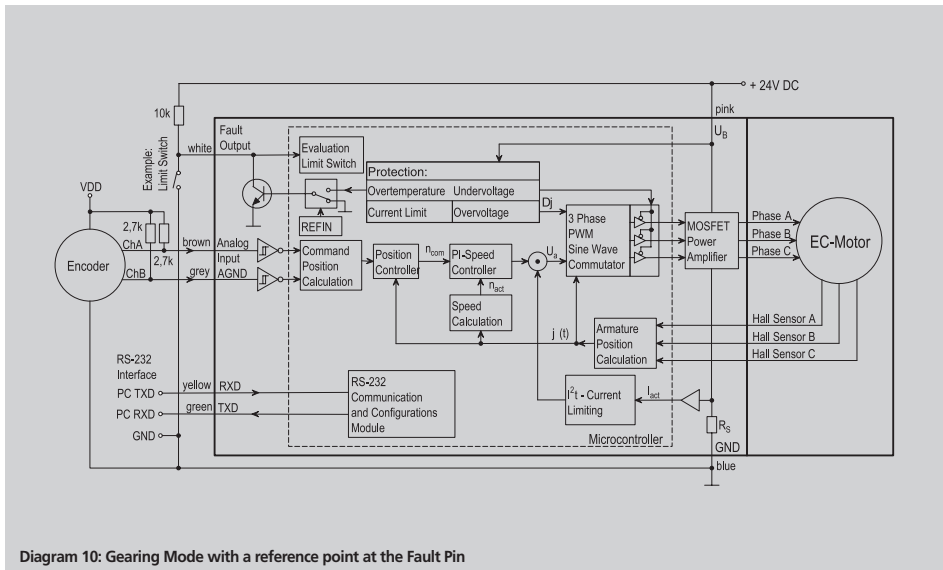 + 24V DC
pink
U_B
10k
Fault
Output
white
Example:
Limit Switch
Evaluation
Limit Switch
Protection:
Overtemperature Undervoltage
Current Limit Overvoltage
REFIN
Dj
VDD
2,7k
2,7k
Encoder
ChA
brown
Analog
Input
ChB
grey
AGND
Command
Position
Calculation
Position
Controller
n_com
PI-Speed
Controller
n_act
U_a
Speed
Calculation
3 Phase
PWM
Sine Wave
Commutator
MOSFET
Power
Amplifier
Phase A
Phase B
Phase C
EC-Motor
Hall Sensor A
Hall Sensor B
Hall Sensor C
j (t)
Armature
Position
Calculation
RS-232
Interface
PC TXD
yellow
RXD
PC RXD
green
TXD
GND
RS-232
Communication
and Configurations
Module
I²t - Current
Limiting
I_act
R_S
Microcontroller
GND
blue
Diagram 10: Gearing Mode with a reference point at the Fault Pin